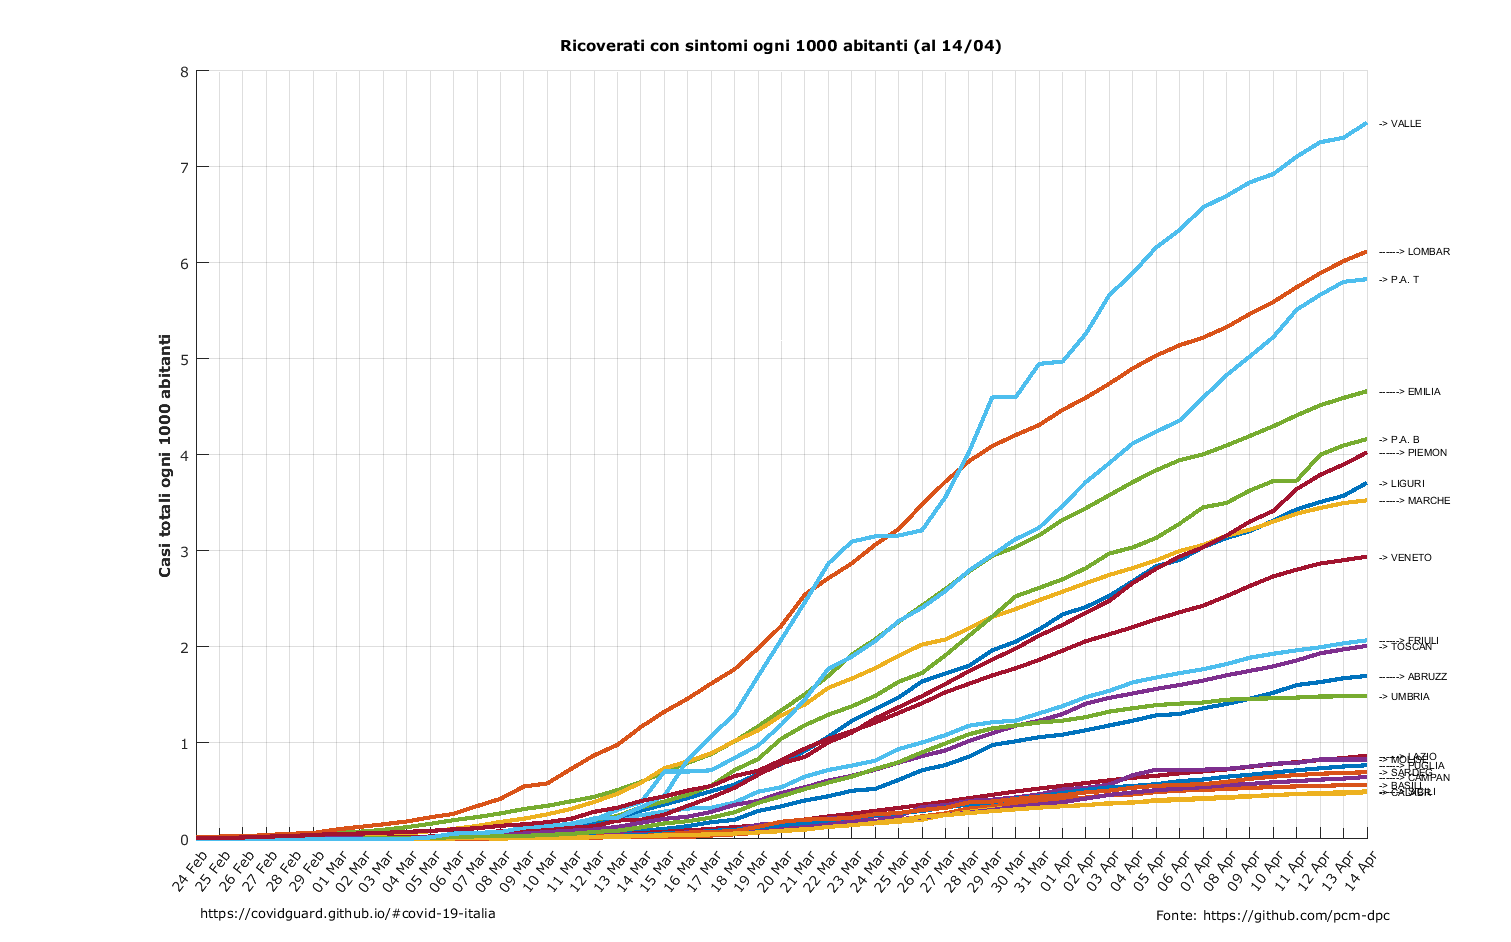 Ricoverati con sintomi ogni 1000 abitanti (al 14/04)
Casi totali ogni 1000 abitanti
8
7
6
5
4
3
2
1
0
-> VALLE
------> LOMBAR
-> P.A. T
------> EMILIA
-> P.A. B
------> PIEMON
-> LIGURI
------> MARCHE
-> VENETO
------> FRIULI
-> TOSCAN
------> ABRUZZ
-> UMBRIA
------> LAZIO
-> MOLISE
------> PUGLIA
-> SARDEG
------> CAMPAN
-> BASILI
24 Feb
25 Feb
26 Feb
27 Feb
28 Feb
29 Feb
01 Mar
02 Mar
03 Mar
04 Mar
05 Mar
06 Mar
07 Mar
08 Mar
09 Mar
10 Mar
11 Mar
12 Mar
13 Mar
14 Mar
15 Mar
16 Mar
17 Mar
18 Mar
19 Mar
20 Mar
21 Mar
22 Mar
23 Mar
24 Mar
25 Mar
26 Mar
27 Mar
28 Mar
29 Mar
30 Mar
31 Mar
01 Apr
02 Apr
03 Apr
04 Apr
05 Apr
06 Apr
07 Apr
08 Apr
09 Apr
10 Apr
11 Apr
12 Apr
13 Apr
14 Apr
https://covidguard.github.io/#covid-19-italia
Fonte: https://github.com/pcm-dpc